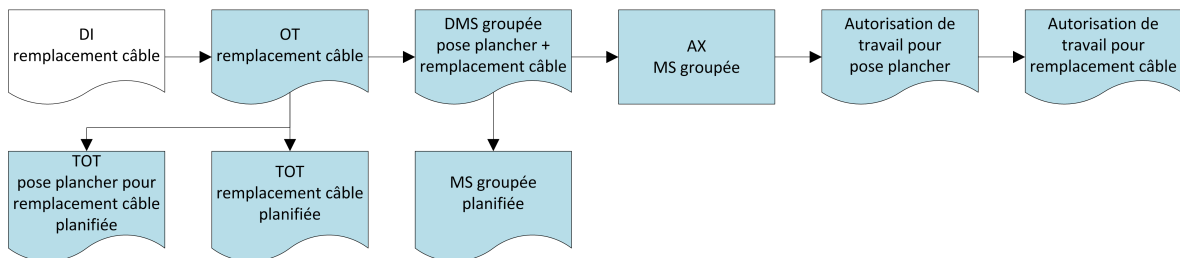 DI
remplacement câble
OT
remplacement câble
DMS groupée
pose plancher +
remplacement câble
AX
MS groupée
Autorisation de
travail pour
pose plancher
Autorisation de
travail pour
remplacement câble
TOT
pose plancher pour
remplacement câble
planifiée
TOT
remplacement câble
planifiée
MS groupée
planifiée